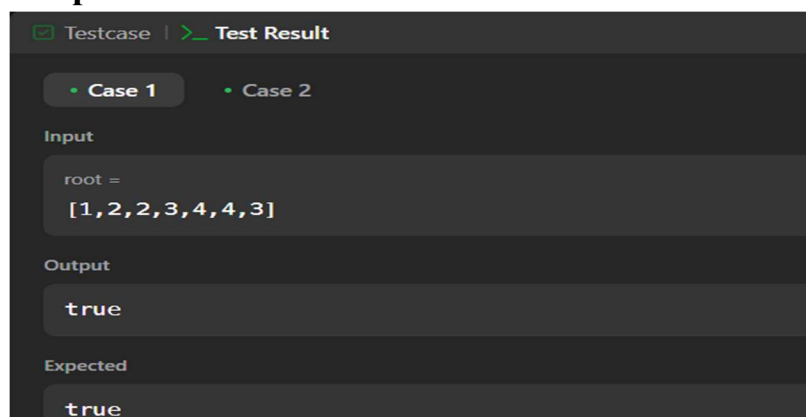 Testcase | >_ Test Result
• Case 1 • Case 2
Input
root =
[1,2,2,3,4,4,3]
Output
true
Expected
true